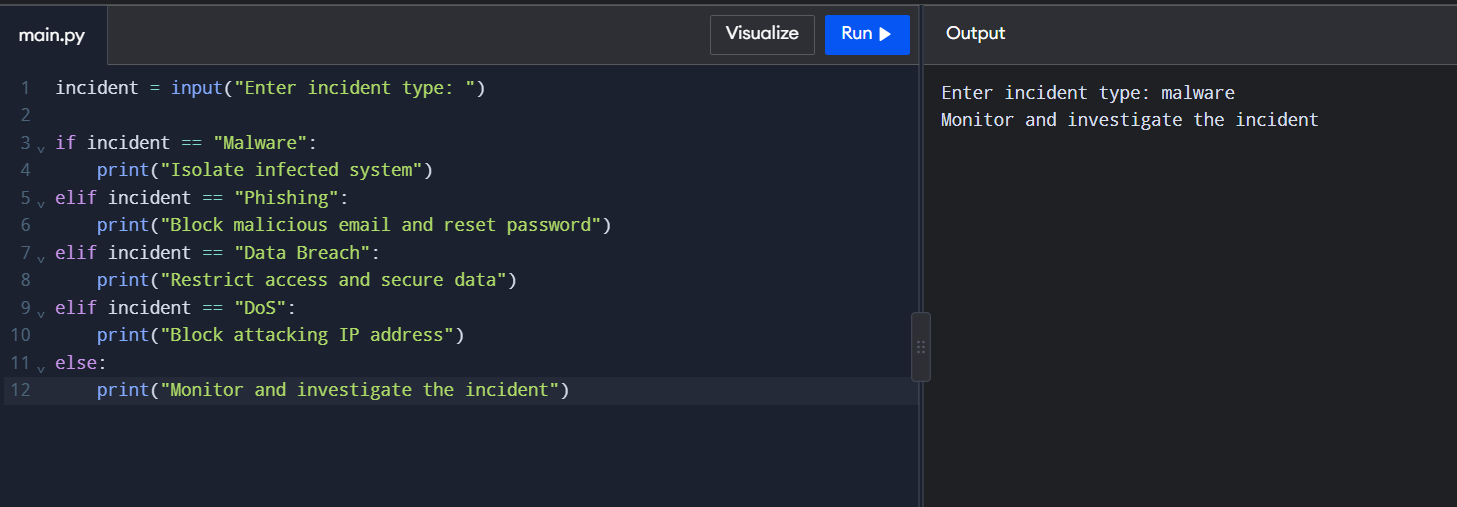 main.py
Visualize
Run
Output
1 incident = input("Enter incident type: ")
2
3 if incident == "Malware":
4     print("Isolate infected system")
5 elif incident == "Phishing":
6     print("Block malicious email and reset password")
7 elif incident == "Data Breach":
8     print("Restrict access and secure data")
9 elif incident == "DoS":
10     print("Block attacking IP address")
11 else:
12     print("Monitor and investigate the incident")
Enter incident type: malware
Monitor and investigate the incident